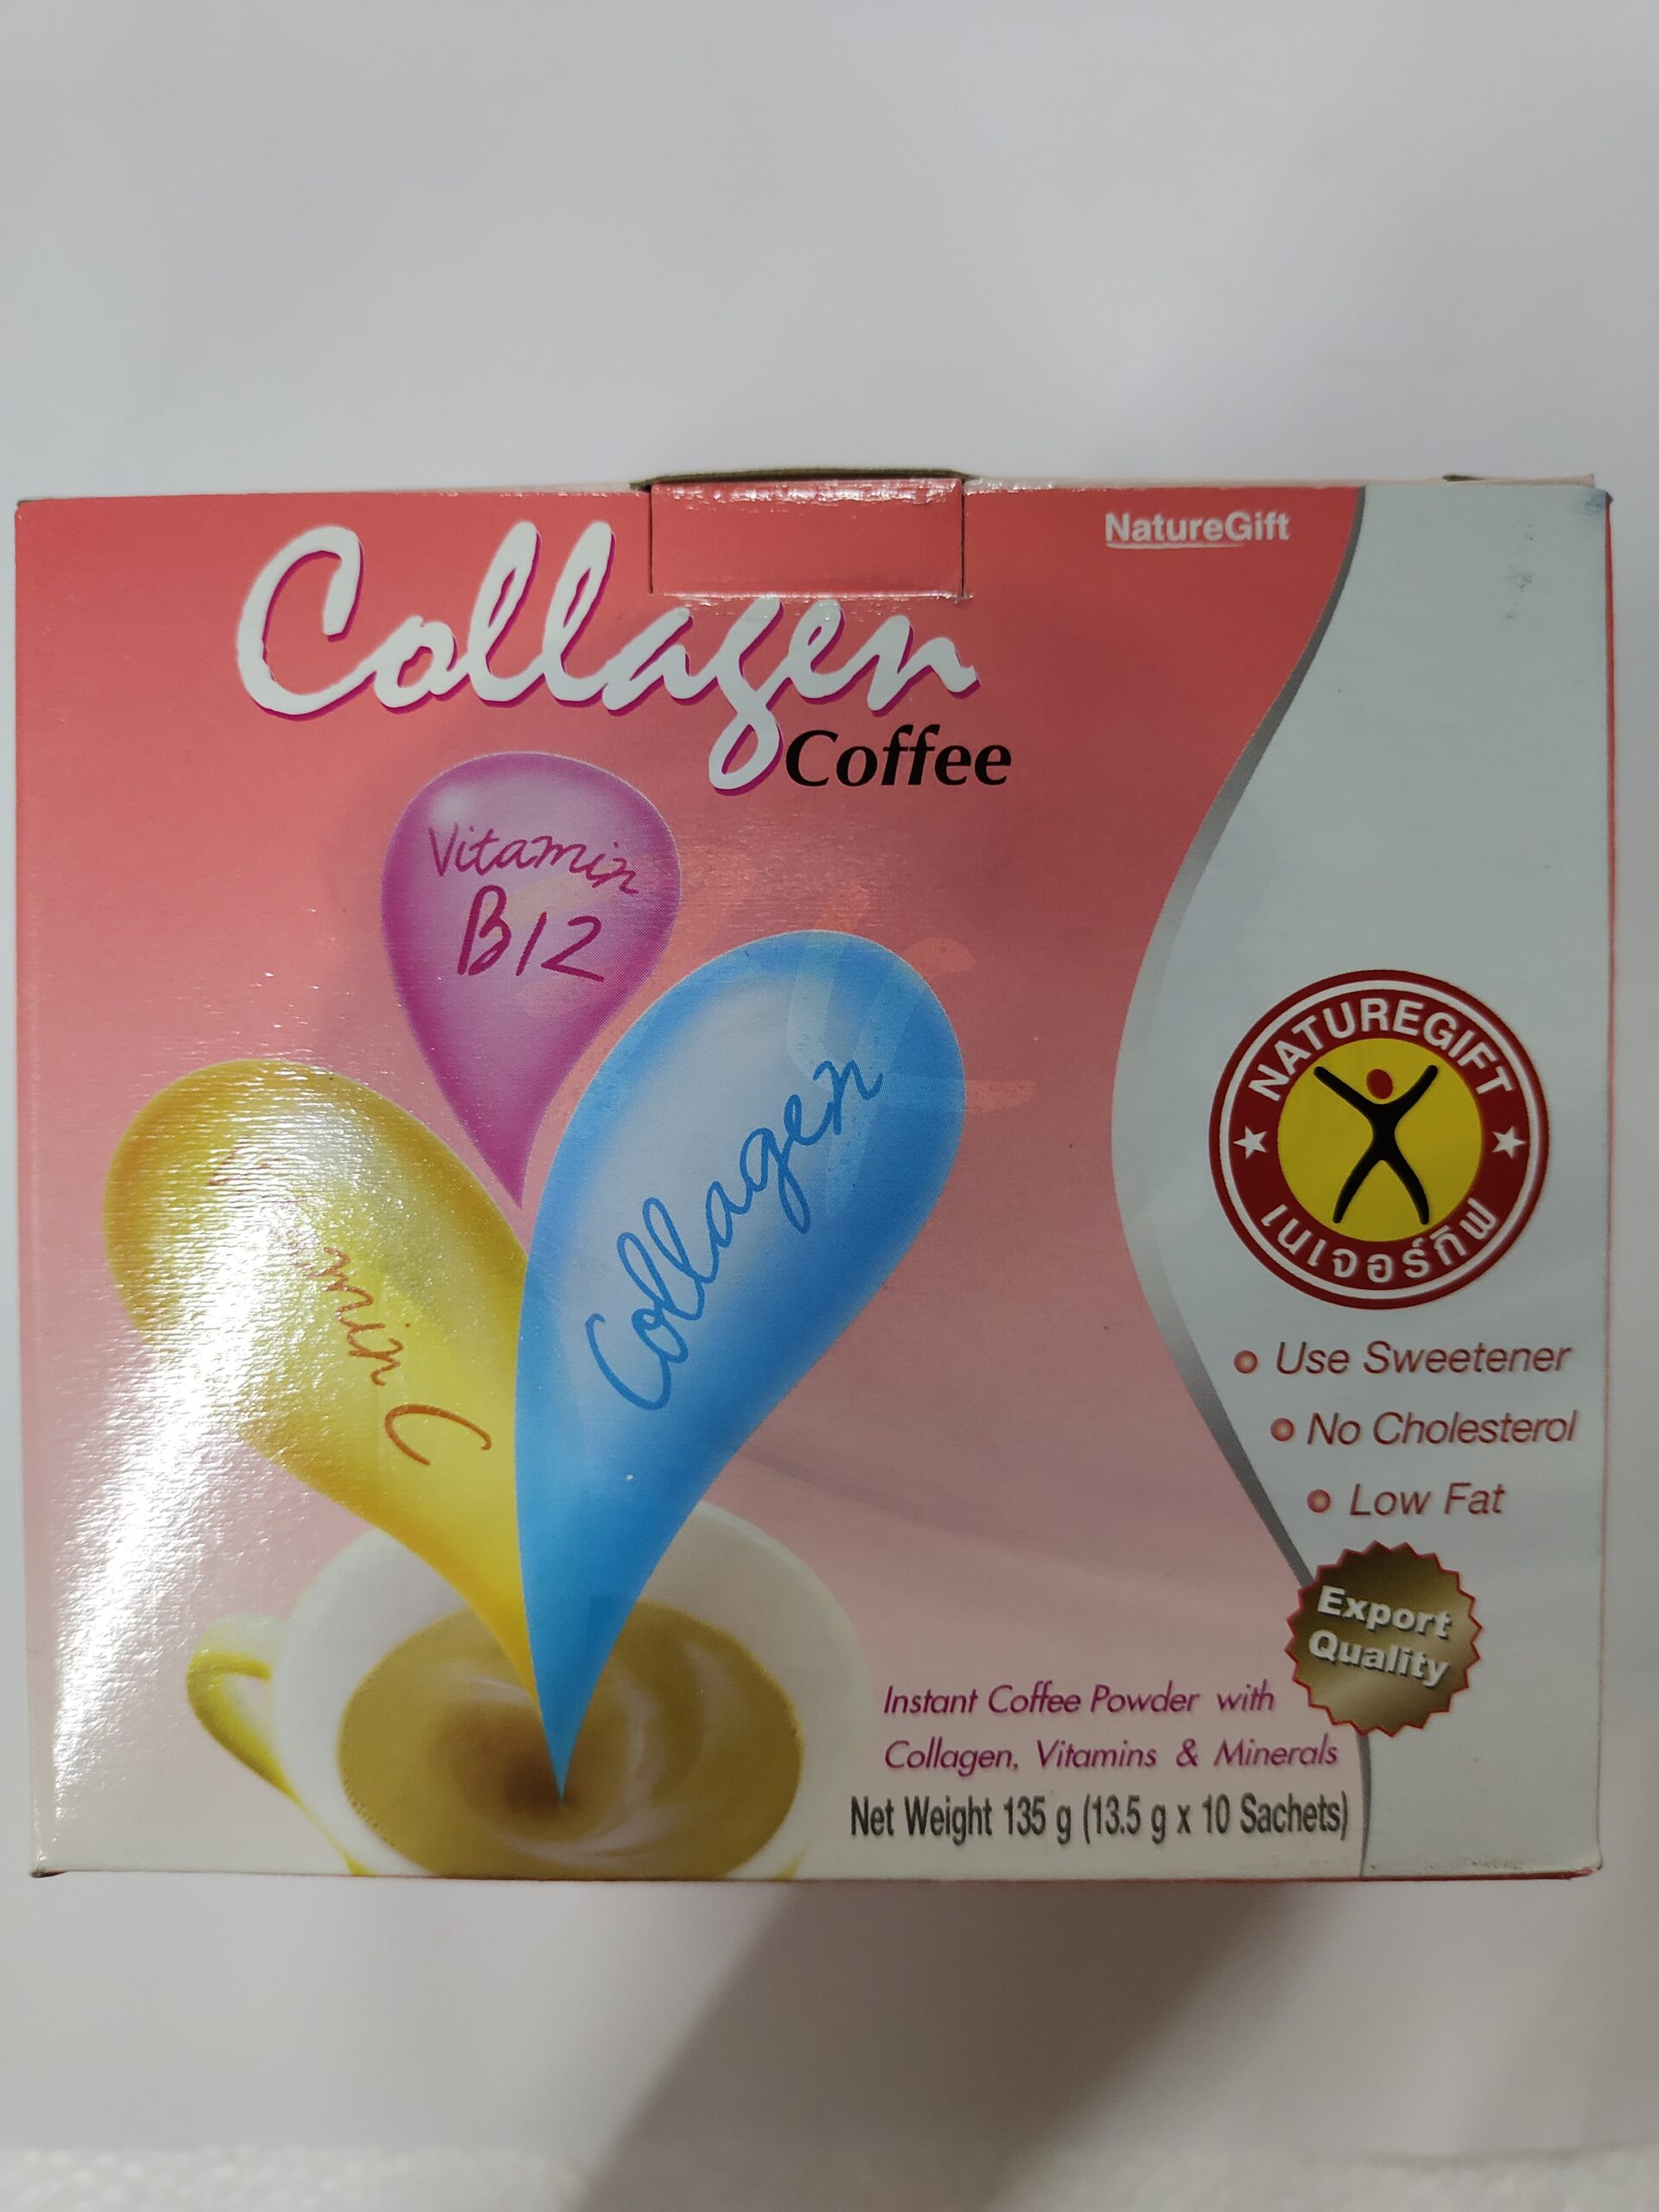 NatureGift
Collagen
Coffee
Vitamin
B12
Collagen
C
NATUREGIFT
เนเจอร์กิฟ
Use Sweetener
No Cholesterol
Low Fat
Export
Quality
Instant Coffee Powder with
Collagen, Vitamins & Minerals
Net Weight 135 g (13.5 g x 10 Sachets)